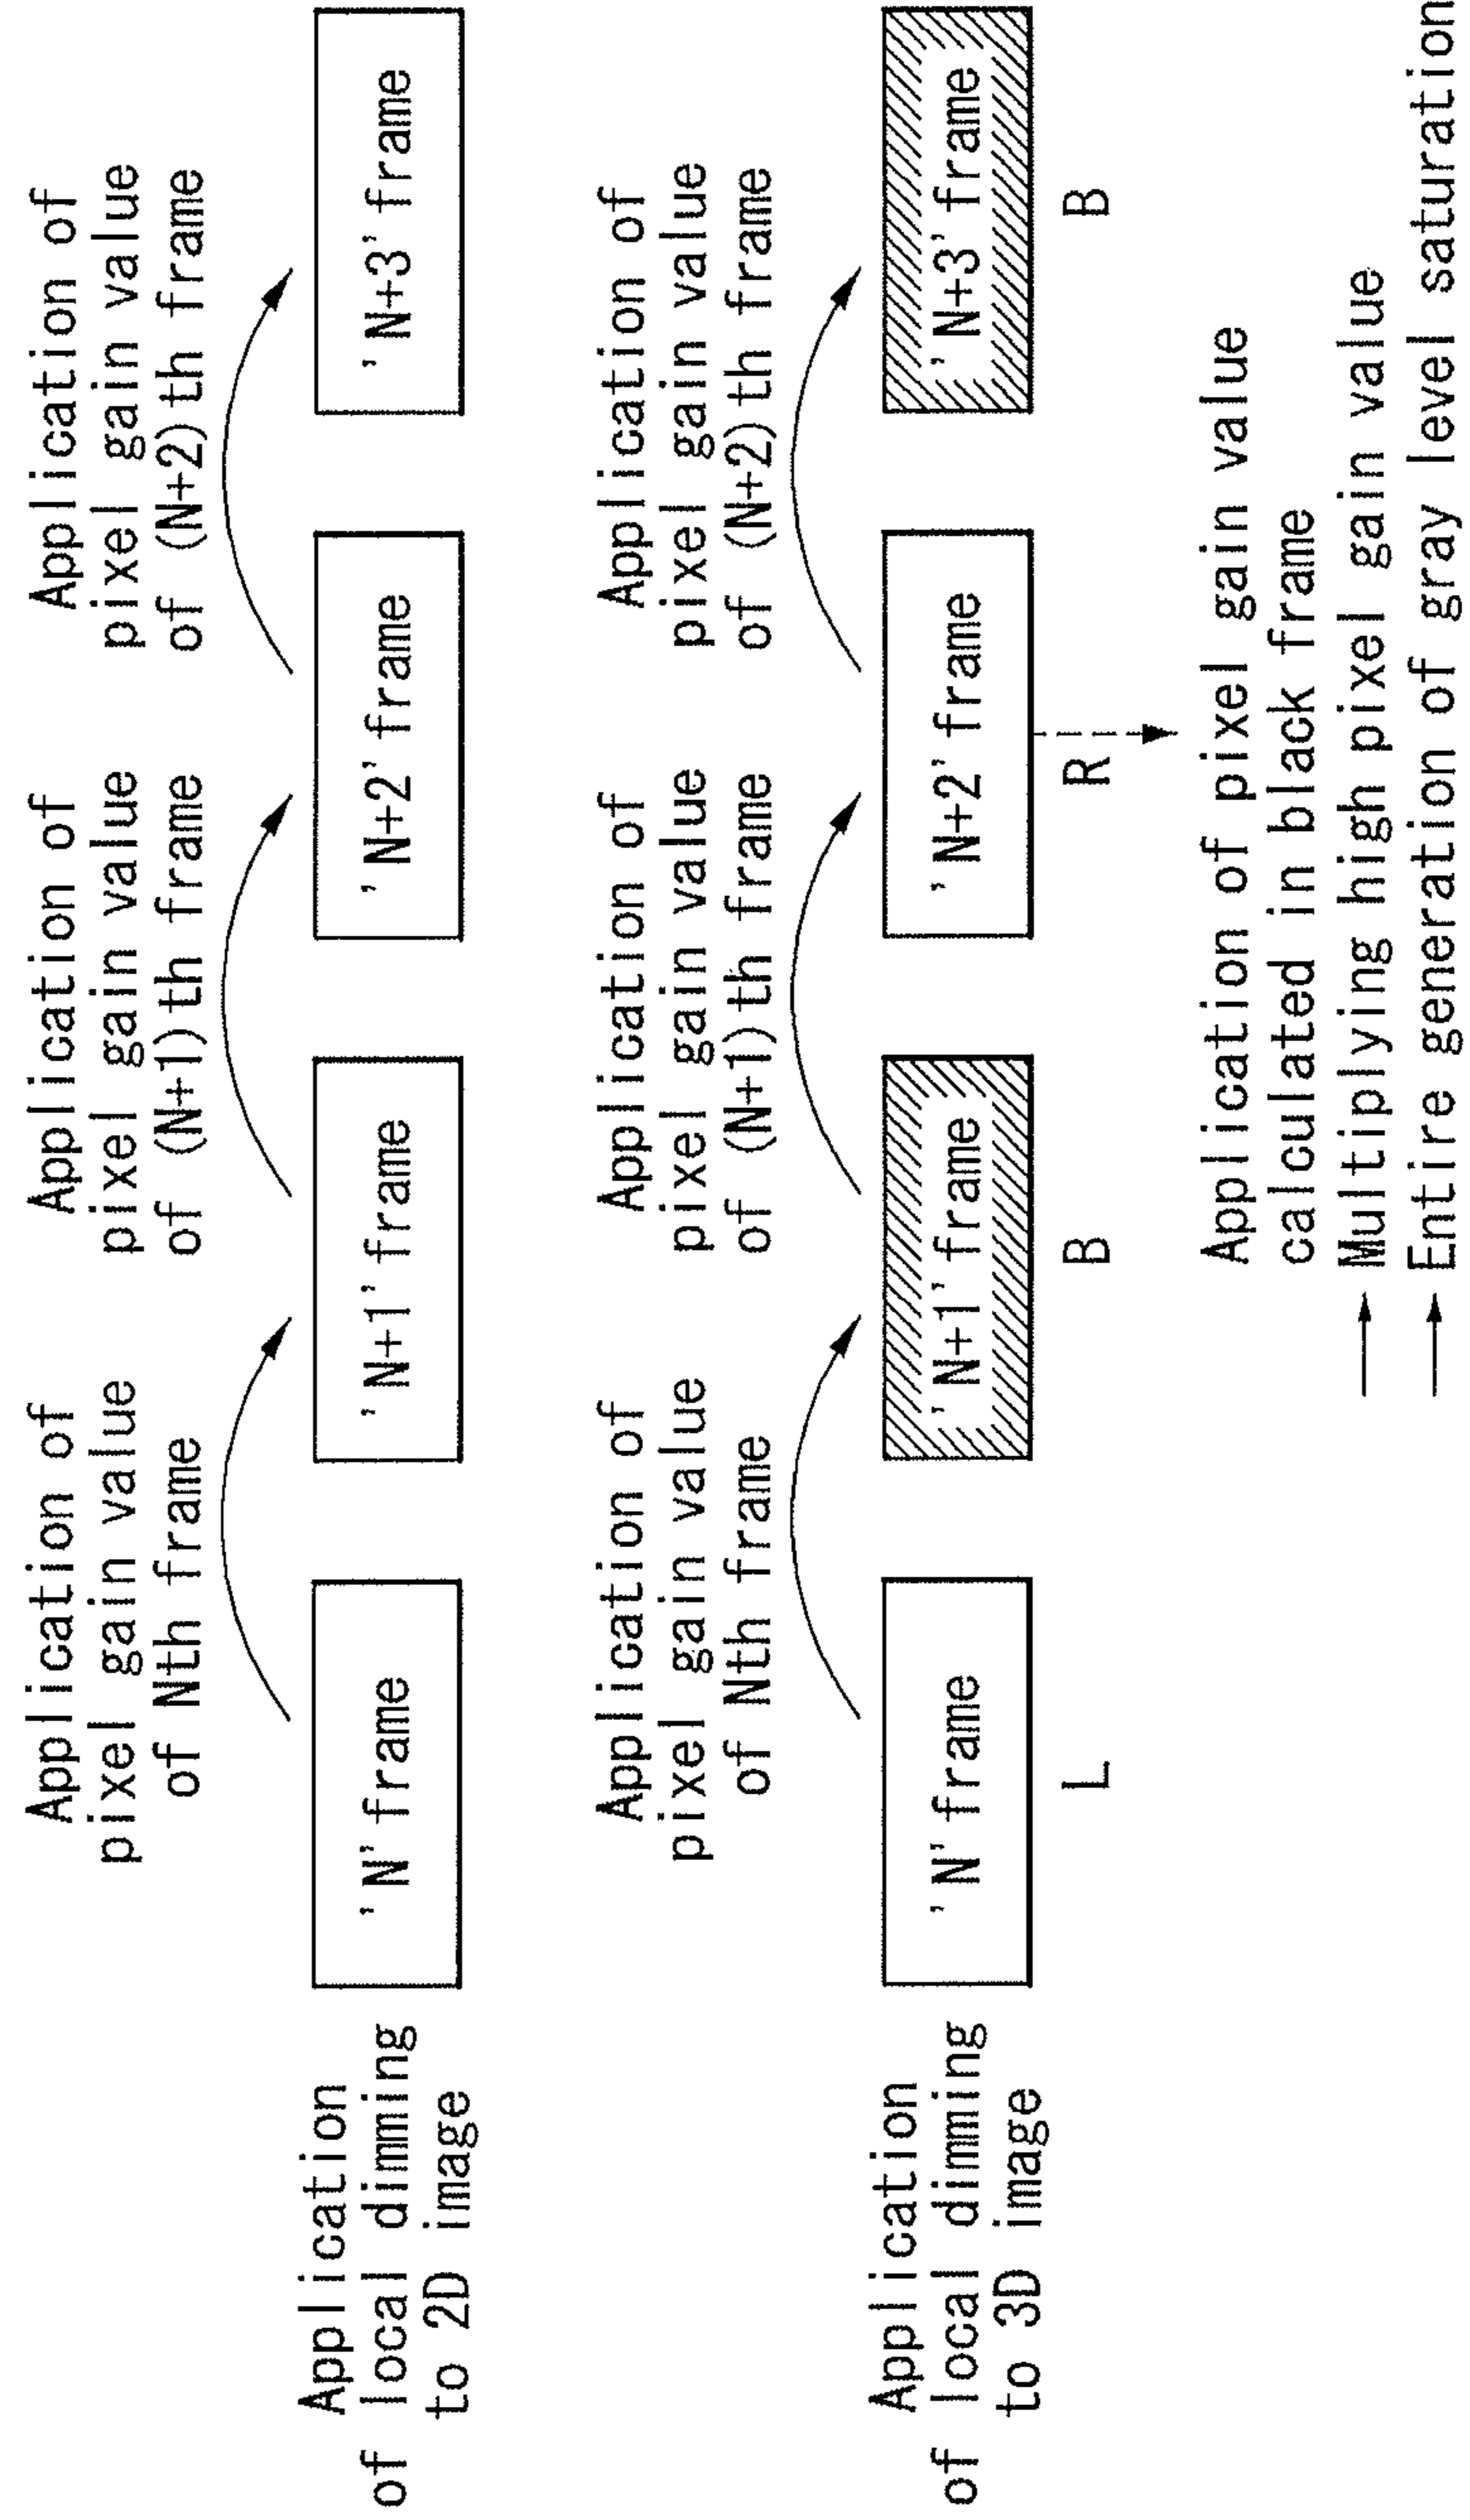 Application of
pixel gain value
of Nth frame
Application of
pixel gain value
of (N+1)th frame
Application of
pixel gain value
of (N+2)th frame
Application
of local dimming
to 2D image
'N' frame
'N+1' frame
'N+2' frame
'N+3' frame
Application of
pixel gain value
of Nth frame
Application of
pixel gain value
of (N+1)th frame
Application of
pixel gain value
of (N+2)th frame
Application
of local dimming
to 3D image
'N' frame
'N+1' frame
'N+2' frame
'N+3' frame
L
B
R
B
Application of pixel gain value
calculated in black frame
→ Multiplying high pixel gain value
→ Entire generation of gray level saturation